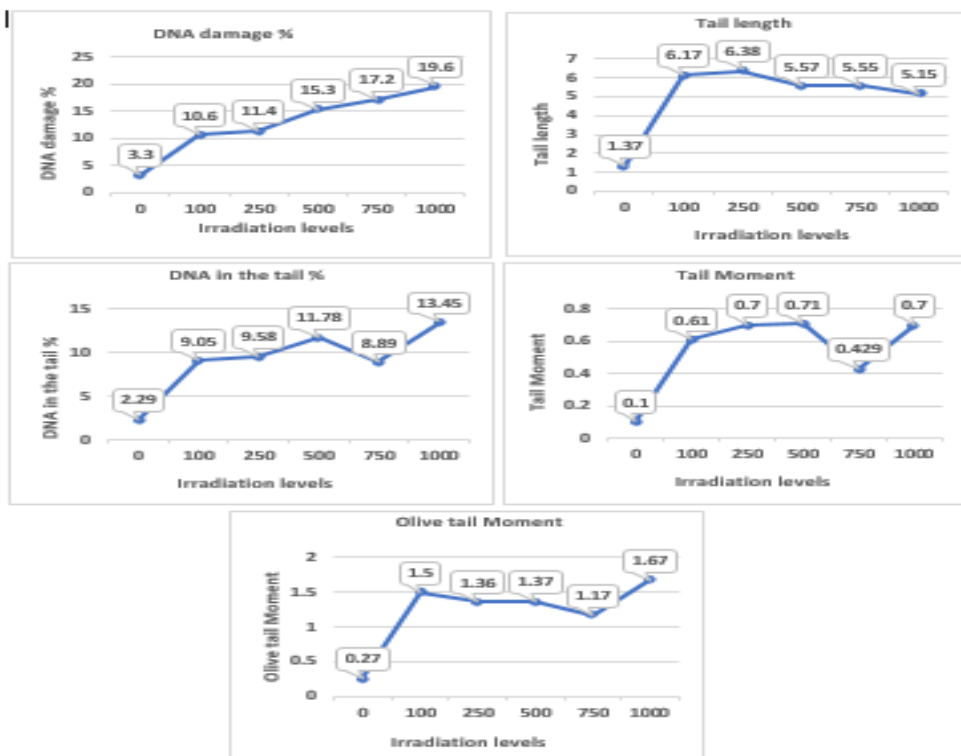 DNA damage %
DNA damage %
25
20
15
10
5
0
3.3
10.6
11.4
15.3
17.2
19.6
0 100 250 500 750 1000
Irradiation levels
Tail length
Tail length
7
6
5
4
3
2
1
0
1.37
6.17
6.38
5.57
5.55
5.15
0 100 250 500 750 1000
Irradiation levels
DNA in the tail %
DNA in the tail %
15
10
5
0
2.29
9.05
9.58
11.78
8.89
13.45
0 100 250 500 750 1000
Irradiation levels
Tail Moment
Tail Moment
0.8
0.6
0.4
0.2
0
0.1
0.61
0.7
0.71
0.429
0.7
0 100 250 500 750 1000
Irradiation levels
Olive tail Moment
Olive tail Moment
2
1.5
1
0.5
0
0.27
1.5
1.36
1.37
1.17
1.67
0 100 250 500 750 1000
Irradiation levels